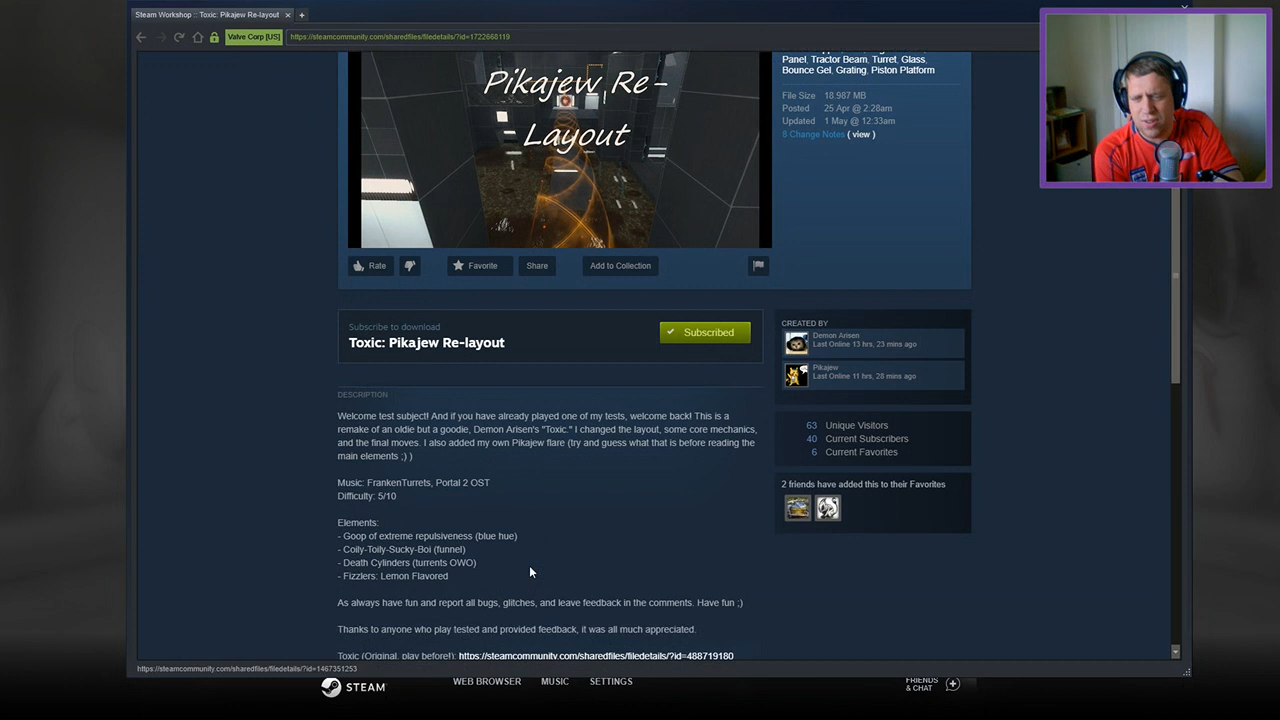 Steam Workshop :: Toxic: Pikajew Re-layout
Valve Corp [US]
https://steamcommunity.com/sharedfiles/filedetails/?id=1722668119
Pikajew Re-
Layout
Panel, Tractor Beam, Turret, Glass,
Bounce Gel, Grating, Piston Platform
File Size 18.987 MB
Posted 25 Apr @ 2:28am
Updated 1 May @ 12:33am
8 Change Notes ( view )
Rate
Favorite
Share
Add to Collection
Subscribe to download
Toxic: Pikajew Re-layout
Subscribed
CREATED BY
Demon Arisen
Last Online 13 hrs, 23 mins ago
Pikajew
Last Online 11 hrs, 28 mins ago
63 Unique Visitors
40 Current Subscribers
6 Current Favorites
2 friends have added this to their Favorites
DESCRIPTION
Welcome test subject! And if you have already played one of my tests, welcome back! This is a
remake of an oldie but a goodie, Demon Arisen's "Toxic." I changed the layout, some core mechanics,
and the final moves. I also added my own Pikajew flare (try and guess what that is before reading the
main elements ;) )
Music: FrankenTurrets, Portal 2 OST
Difficulty: 5/10
Elements:
- Goop of extreme repulsiveness (blue hue)
- Coily-Toily-Sucky-Boi (funnel)
- Death Cylinders (turrents OWO)
- Fizzlers: Lemon Flavored
As always have fun and report all bugs, glitches, and leave feedback in the comments. Have fun ;)
Thanks to anyone who play tested and provided feedback, it was all much appreciated.
Toxic (Original, play before!): https://steamcommunity.com/sharedfiles/filedetails/?id=488719180
https://steamcommunity.com/sharedfiles/filedetails/?id=1467351253
STEAM
WEB BROWSER
MUSIC
SETTINGS
FRIENDS
& CHAT